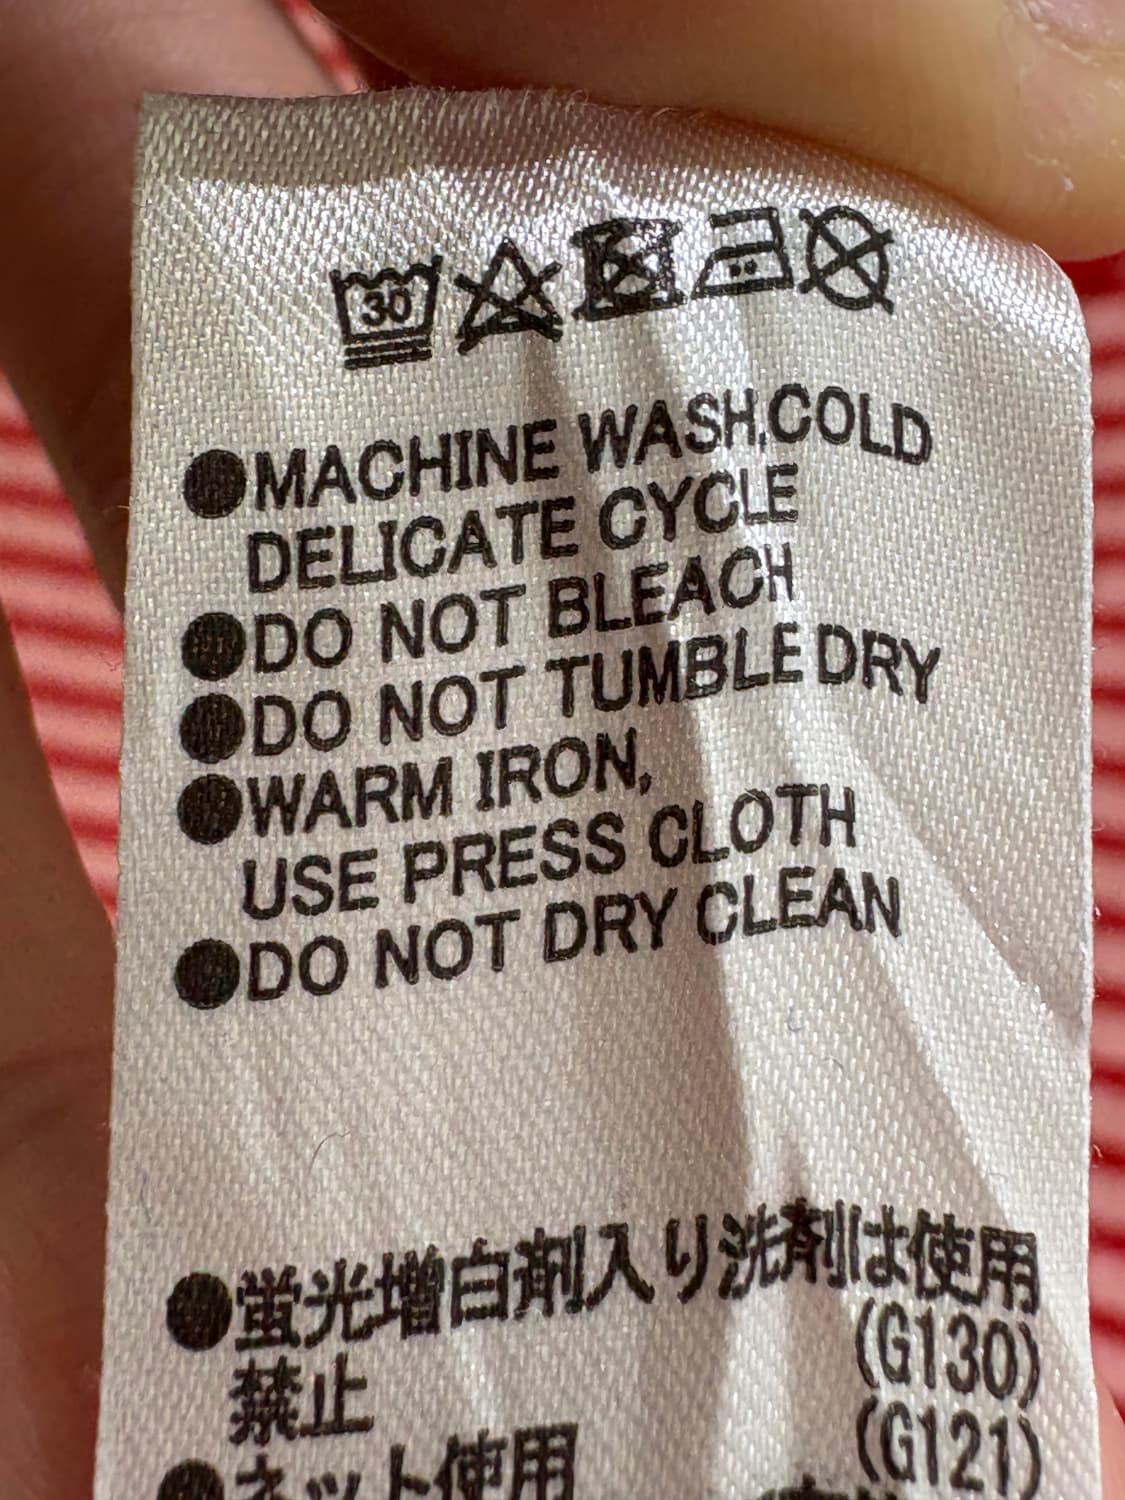 30
●MACHINE WASH,COLD
DELICATE CYCLE
●DO NOT BLEACH
●DO NOT TUMBLE DRY
●WARM IRON,
USE PRESS CLOTH
●DO NOT DRY CLEAN
●蛍光増白剤入り洗剤は使用
禁止 (G130)
●ネット使用 (G121)